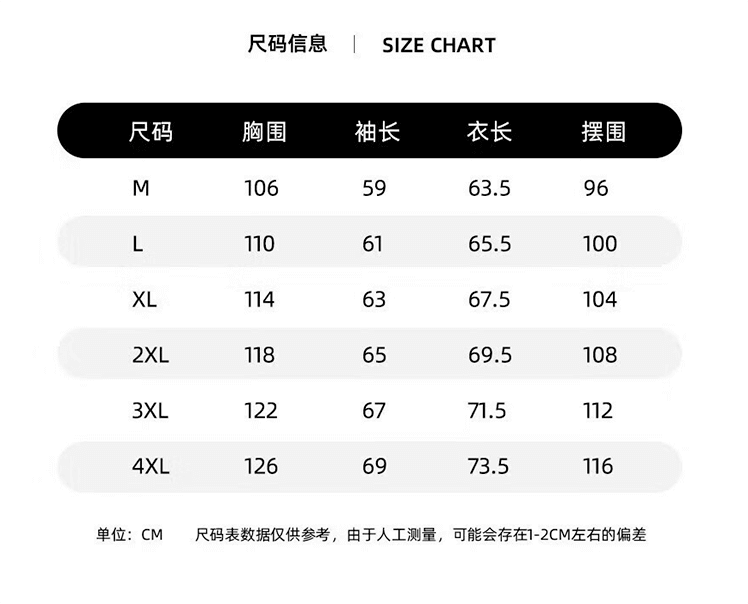 尺码信息 | SIZE CHART
尺码 胸围 袖长 衣长 摆围
M 106 59 63.5 96
L 110 61 65.5 100
XL 114 63 67.5 104
2XL 118 65 69.5 108
3XL 122 67 71.5 112
4XL 126 69 73.5 116
单位：CM 尺码表数据仅供参考，由于人工测量，可能会存在1-2CM左右的偏差